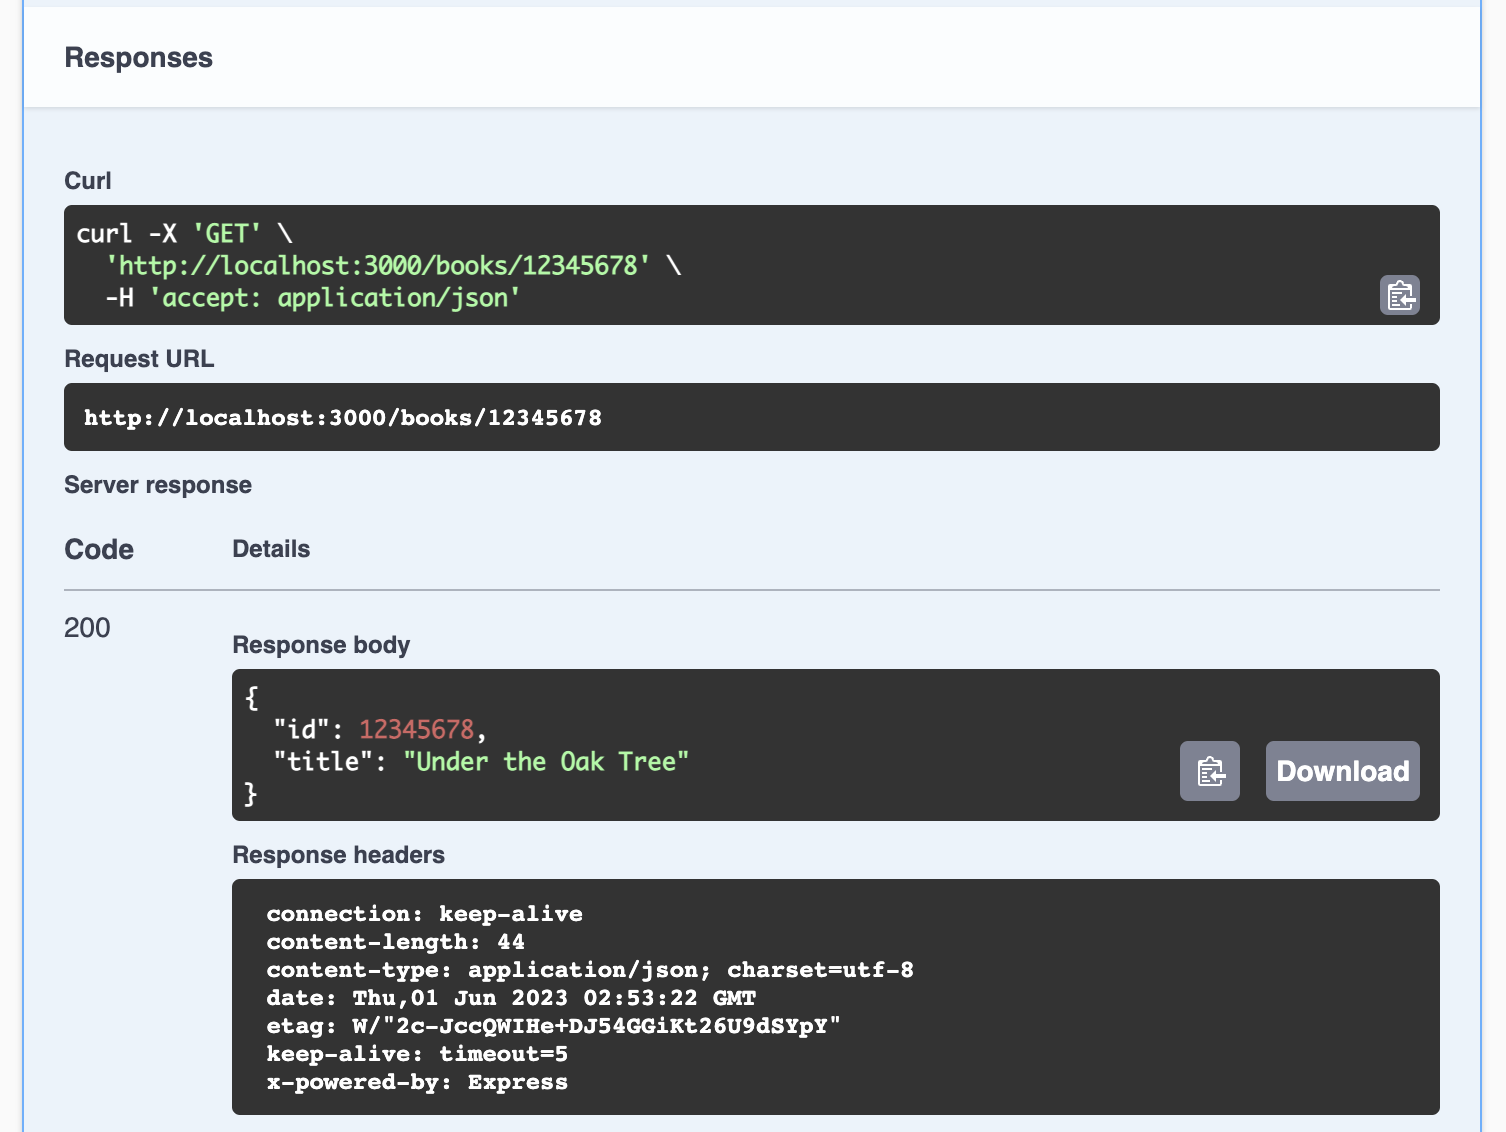 Responses
Curl
curl -X 'GET' \
'http://localhost:3000/books/12345678' \
-H 'accept: application/json'
Request URL
http://localhost:3000/books/12345678
Server response
Code Details
200
Response body
{
"id": 12345678,
"title": "Under the Oak Tree"
}
Download
Response headers
connection: keep-alive
content-length: 44
content-type: application/json; charset=utf-8
date: Thu,01 Jun 2023 02:53:22 GMT
etag: W/"2c-JccQWIHe+DJ54GGiKt26U9dSYpY"
keep-alive: timeout=5
x-powered-by: Express